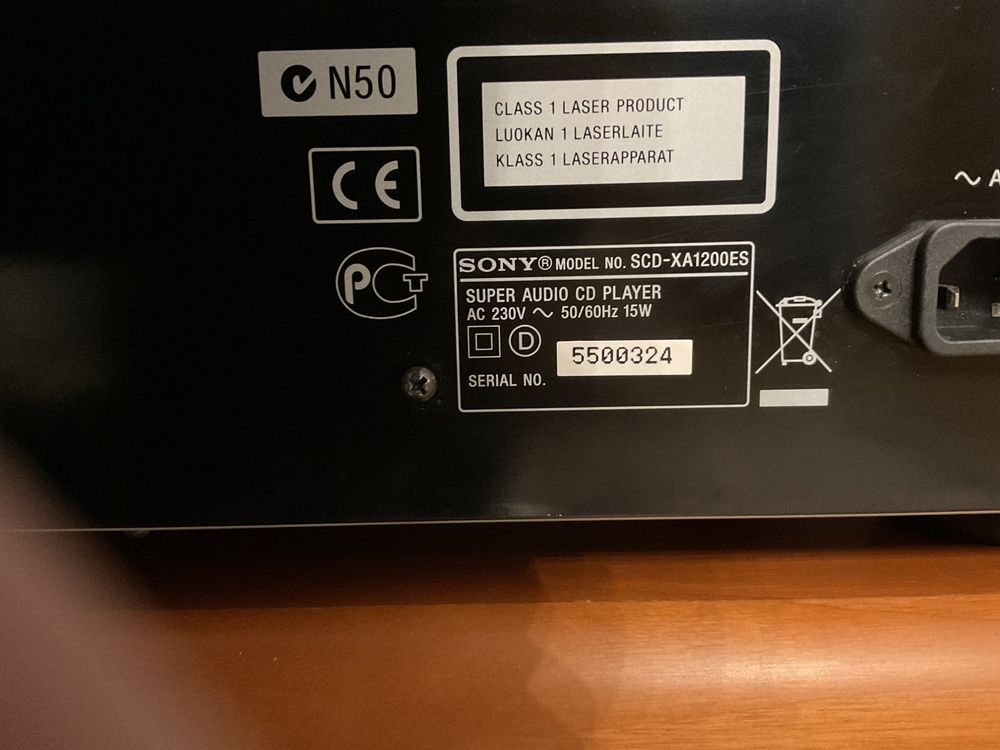 N50
CLASS 1 LASER PRODUCT
LUOKAN 1 LASERLAITE
KLASS 1 LASERAPPARAT
CE
РСТ
SONY® MODEL NO. SCD-XA1200ES
SUPER AUDIO CD PLAYER
AC 230V ~ 50/60Hz 15W
D
5500324
SERIAL NO.
~